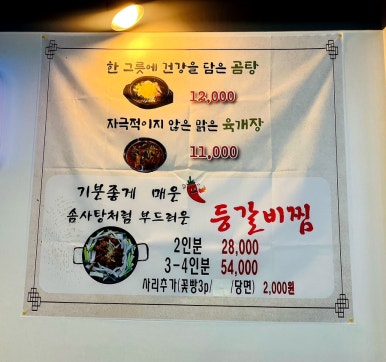 한 그릇에 건강을 담은 곰탕
12,000
자극적이지 않은 맑은 육개장
11,000
기분좋게 매운
솜사탕처럼 부드러운 등갈비찜
2인분 28,000
3-4인분 54,000
사리추가(꽃빵3p/ /당면) 2,000원